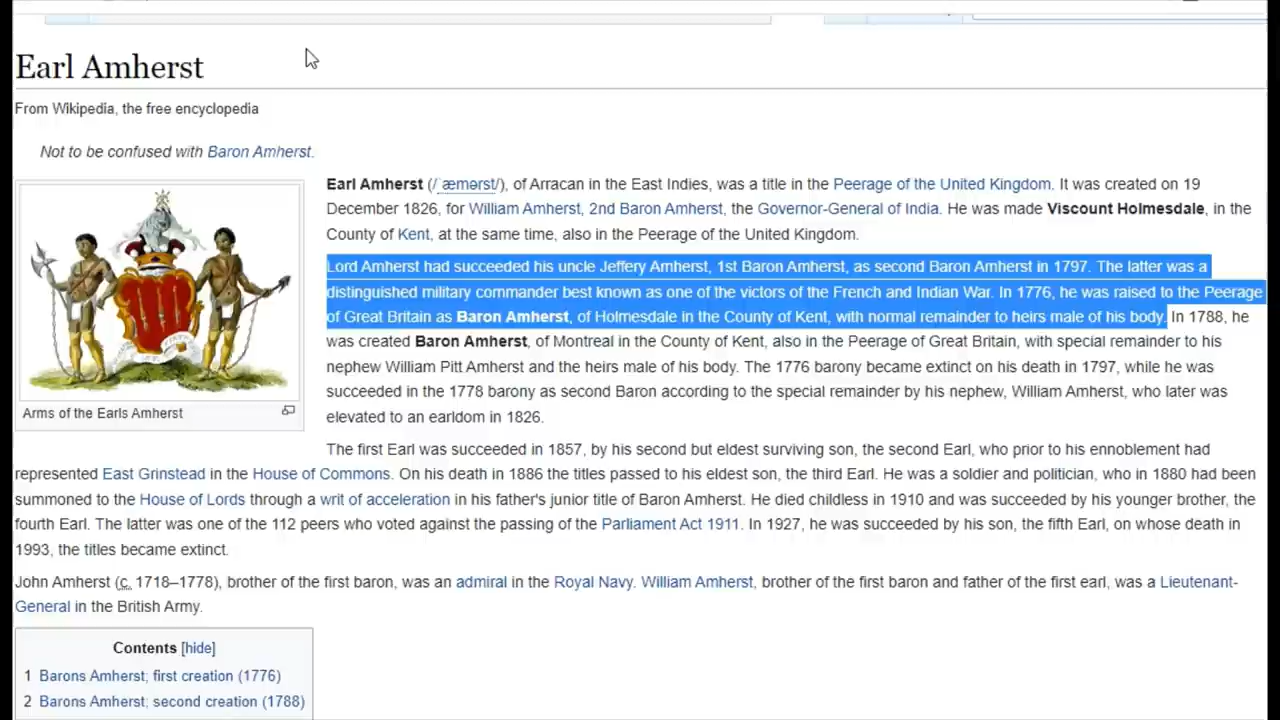 Earl Amherst
From Wikipedia, the free encyclopedia
Not to be confused with Baron Amherst.
Earl Amherst (/ˈæmərst/), of Arracan in the East Indies, was a title in the Peerage of the United Kingdom. It was created on 19
December 1826, for William Amherst, 2nd Baron Amherst, the Governor-General of India. He was made Viscount Holmesdale, in the
County of Kent, at the same time, also in the Peerage of the United Kingdom.
Lord Amherst had succeeded his uncle Jeffery Amherst, 1st Baron Amherst, as second Baron Amherst in 1797. The latter was a
distinguished military commander best known as one of the victors of the French and Indian War. In 1776, he was raised to the Peerage
of Great Britain as Baron Amherst, of Holmesdale in the County of Kent, with normal remainder to heirs male of his body. In 1788, he
was created Baron Amherst, of Montreal in the County of Kent, also in the Peerage of Great Britain, with special remainder to his
nephew William Pitt Amherst and the heirs male of his body. The 1776 barony became extinct on his death in 1797, while he was
succeeded in the 1778 barony as second Baron according to the special remainder by his nephew, William Amherst, who later was
elevated to an earldom in 1826.
Arms of the Earls Amherst
The first Earl was succeeded in 1857, by his second but eldest surviving son, the second Earl, who prior to his ennoblement had
represented East Grinstead in the House of Commons. On his death in 1886 the titles passed to his eldest son, the third Earl. He was a soldier and politician, who in 1880 had been
summoned to the House of Lords through a writ of acceleration in his father's junior title of Baron Amherst. He died childless in 1910 and was succeeded by his younger brother, the
fourth Earl. The latter was one of the 112 peers who voted against the passing of the Parliament Act 1911. In 1927, he was succeeded by his son, the fifth Earl, on whose death in
1993, the titles became extinct.
John Amherst (c. 1718–1778), brother of the first baron, was an admiral in the Royal Navy. William Amherst, brother of the first baron and father of the first earl, was a Lieutenant-
General in the British Army.
Contents [hide]
1 Barons Amherst; first creation (1776)
2 Barons Amherst; second creation (1788)